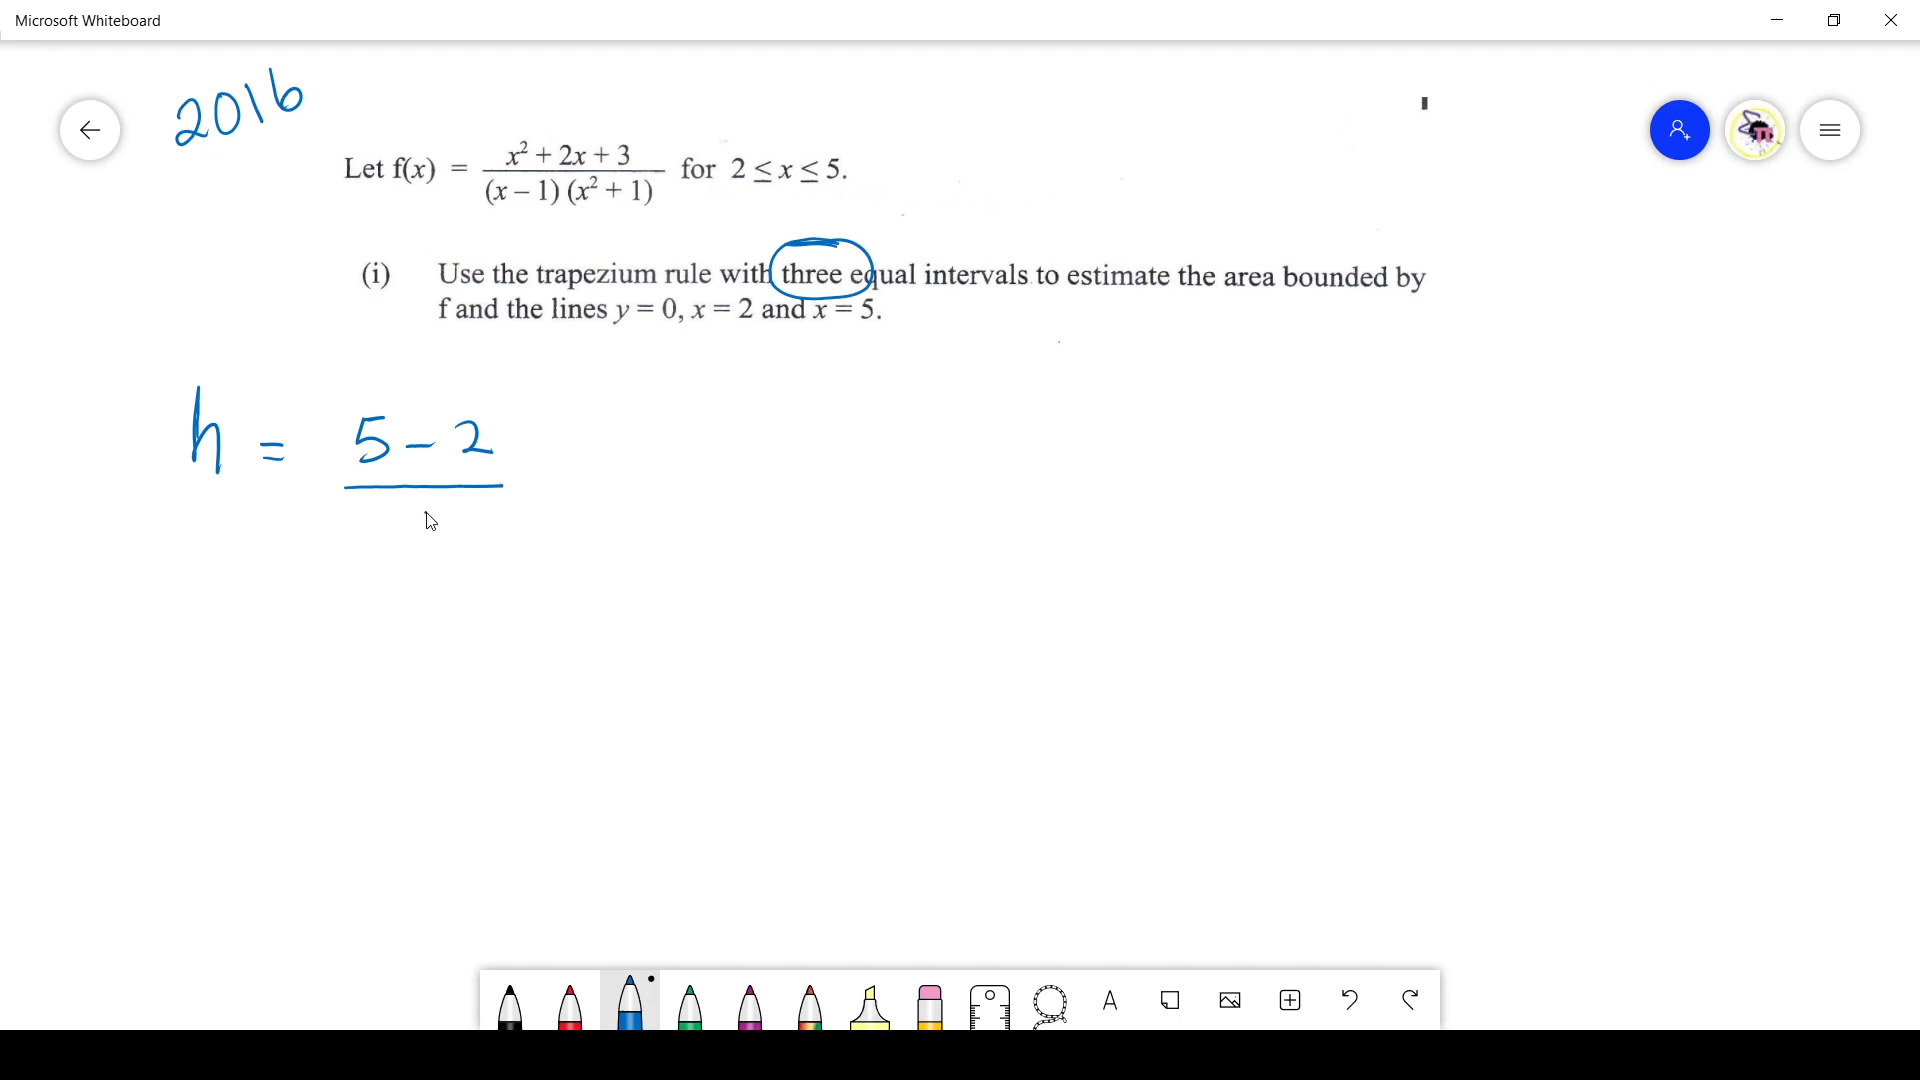 Microsoft Whiteboard
2016
Let f(x) = \frac{x² + 2x + 3}{(x – 1) (x² + 1)} for 2 ≤ x ≤ 5.
(i) Use the trapezium rule with three equal intervals to estimate the area bounded by
f and the lines y = 0, x = 2 and x = 5.
h = 5 - 2
A